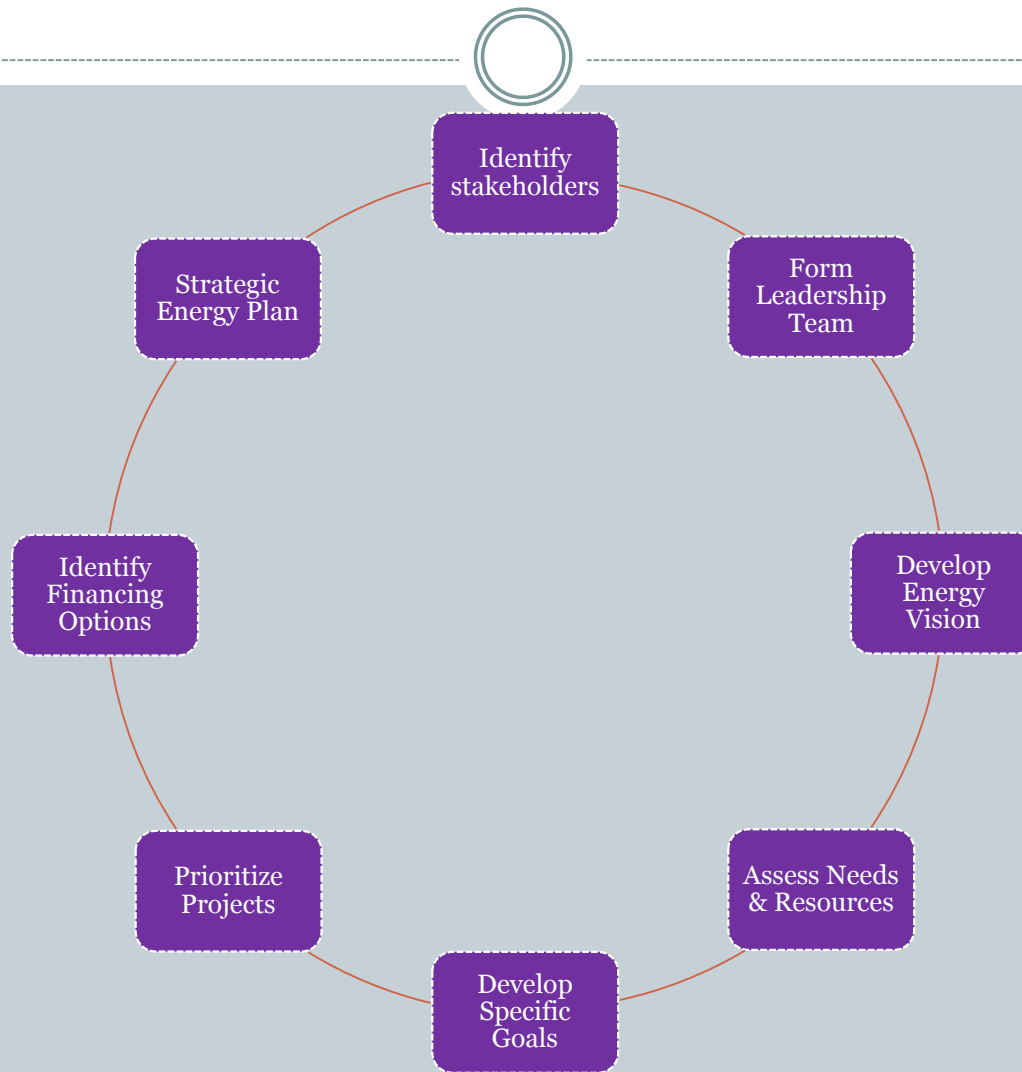 Identify
stakeholders
Form
Leadership
Team
Develop
Energy
Vision
Assess Needs
& Resources
Develop
Specific
Goals
Prioritize
Projects
Identify
Financing
Options
Strategic
Energy Plan